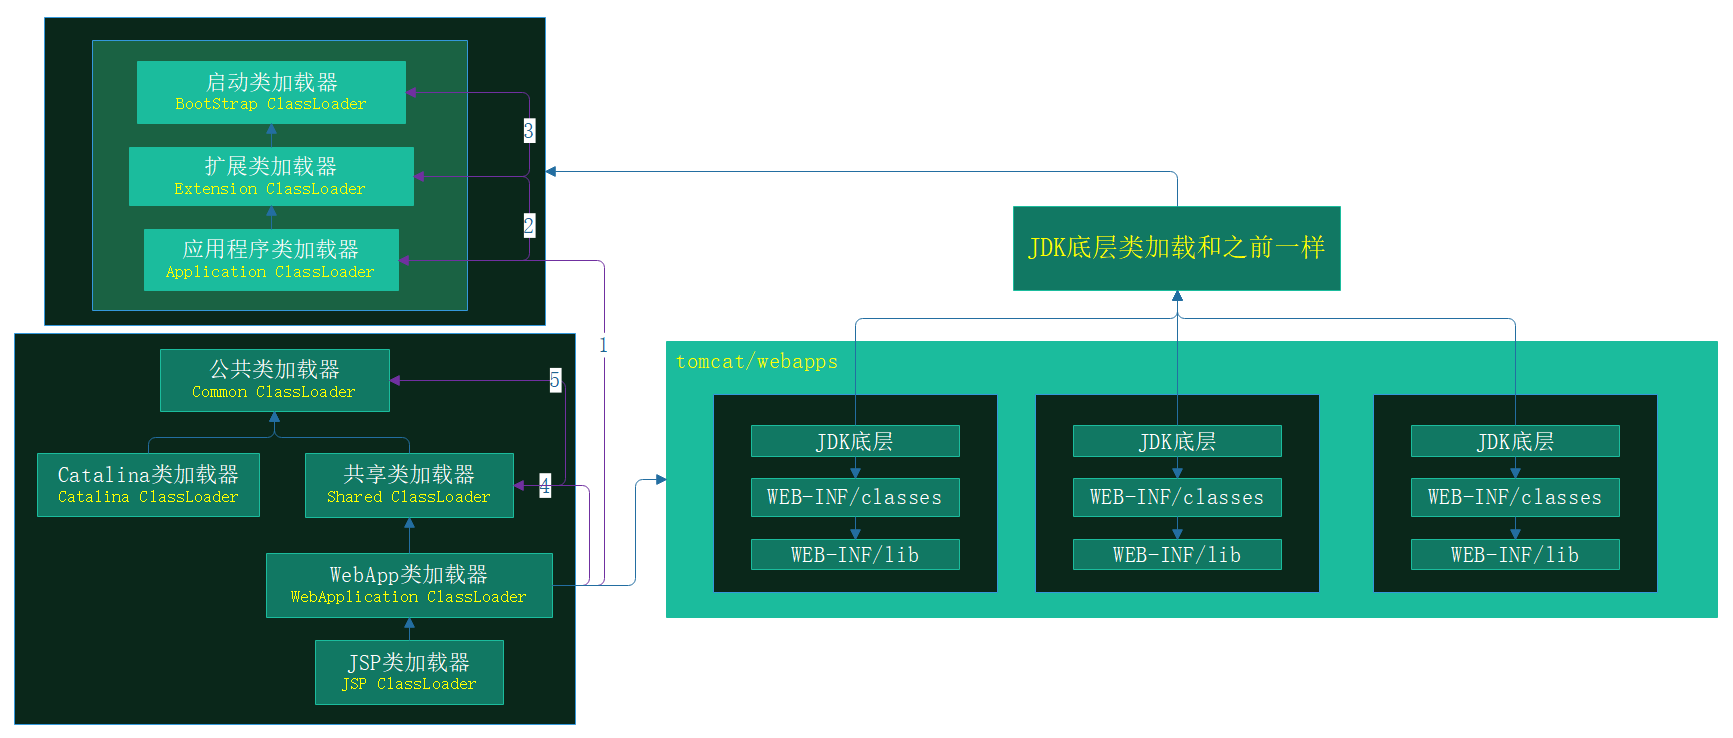 启动类加载器
BootStrap ClassLoader
3
扩展类加载器
Extension ClassLoader
2
应用程序类加载器
Application ClassLoader
1
公共类加载器
Common ClassLoader
5
Catalina类加载器
Catalina ClassLoader
共享类加载器
Shared ClassLoader
4
WebApp类加载器
WebApplication ClassLoader
JSP类加载器
JSP ClassLoader
JDK底层类加载和之前一样
tomcat/webapps
JDK底层
WEB-INF/classes
WEB-INF/lib
JDK底层
WEB-INF/classes
WEB-INF/lib
JDK底层
WEB-INF/classes
WEB-INF/lib